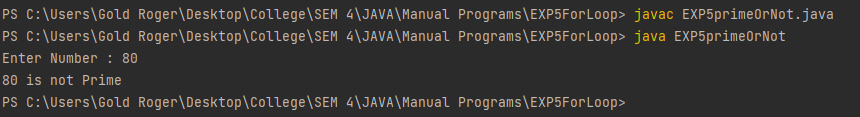 PS C:\Users\Gold Roger\Desktop\College\SEM 4\JAVA\Manual Programs\EXP5ForLoop> javac EXP5primeOrNot.java
PS C:\Users\Gold Roger\Desktop\College\SEM 4\JAVA\Manual Programs\EXP5ForLoop> java EXP5primeOrNot
Enter Number : 80
80 is not Prime
PS C:\Users\Gold Roger\Desktop\College\SEM 4\JAVA\Manual Programs\EXP5ForLoop>